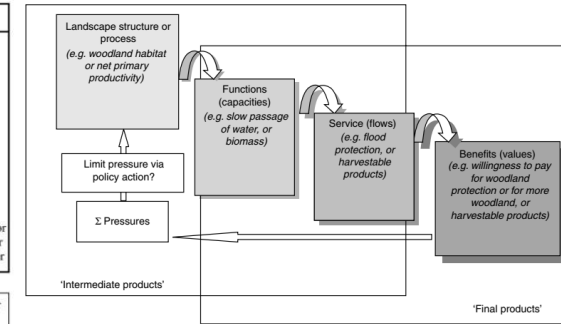 Landscape structure or
process
(e.g. woodland habitat
or net primary
productivity)
Functions
(capacities)
(e.g. slow passage
of water, or
biomass)
Service (flows)
(e.g. flood
protection, or
harvestable
products)
Benefits (values)
(e.g. willingness to pay
for woodland
protection or for more
woodland, or
harvestable products)
Limit pressure via
policy action?
Σ Pressures
'Intermediate products'
'Final products'